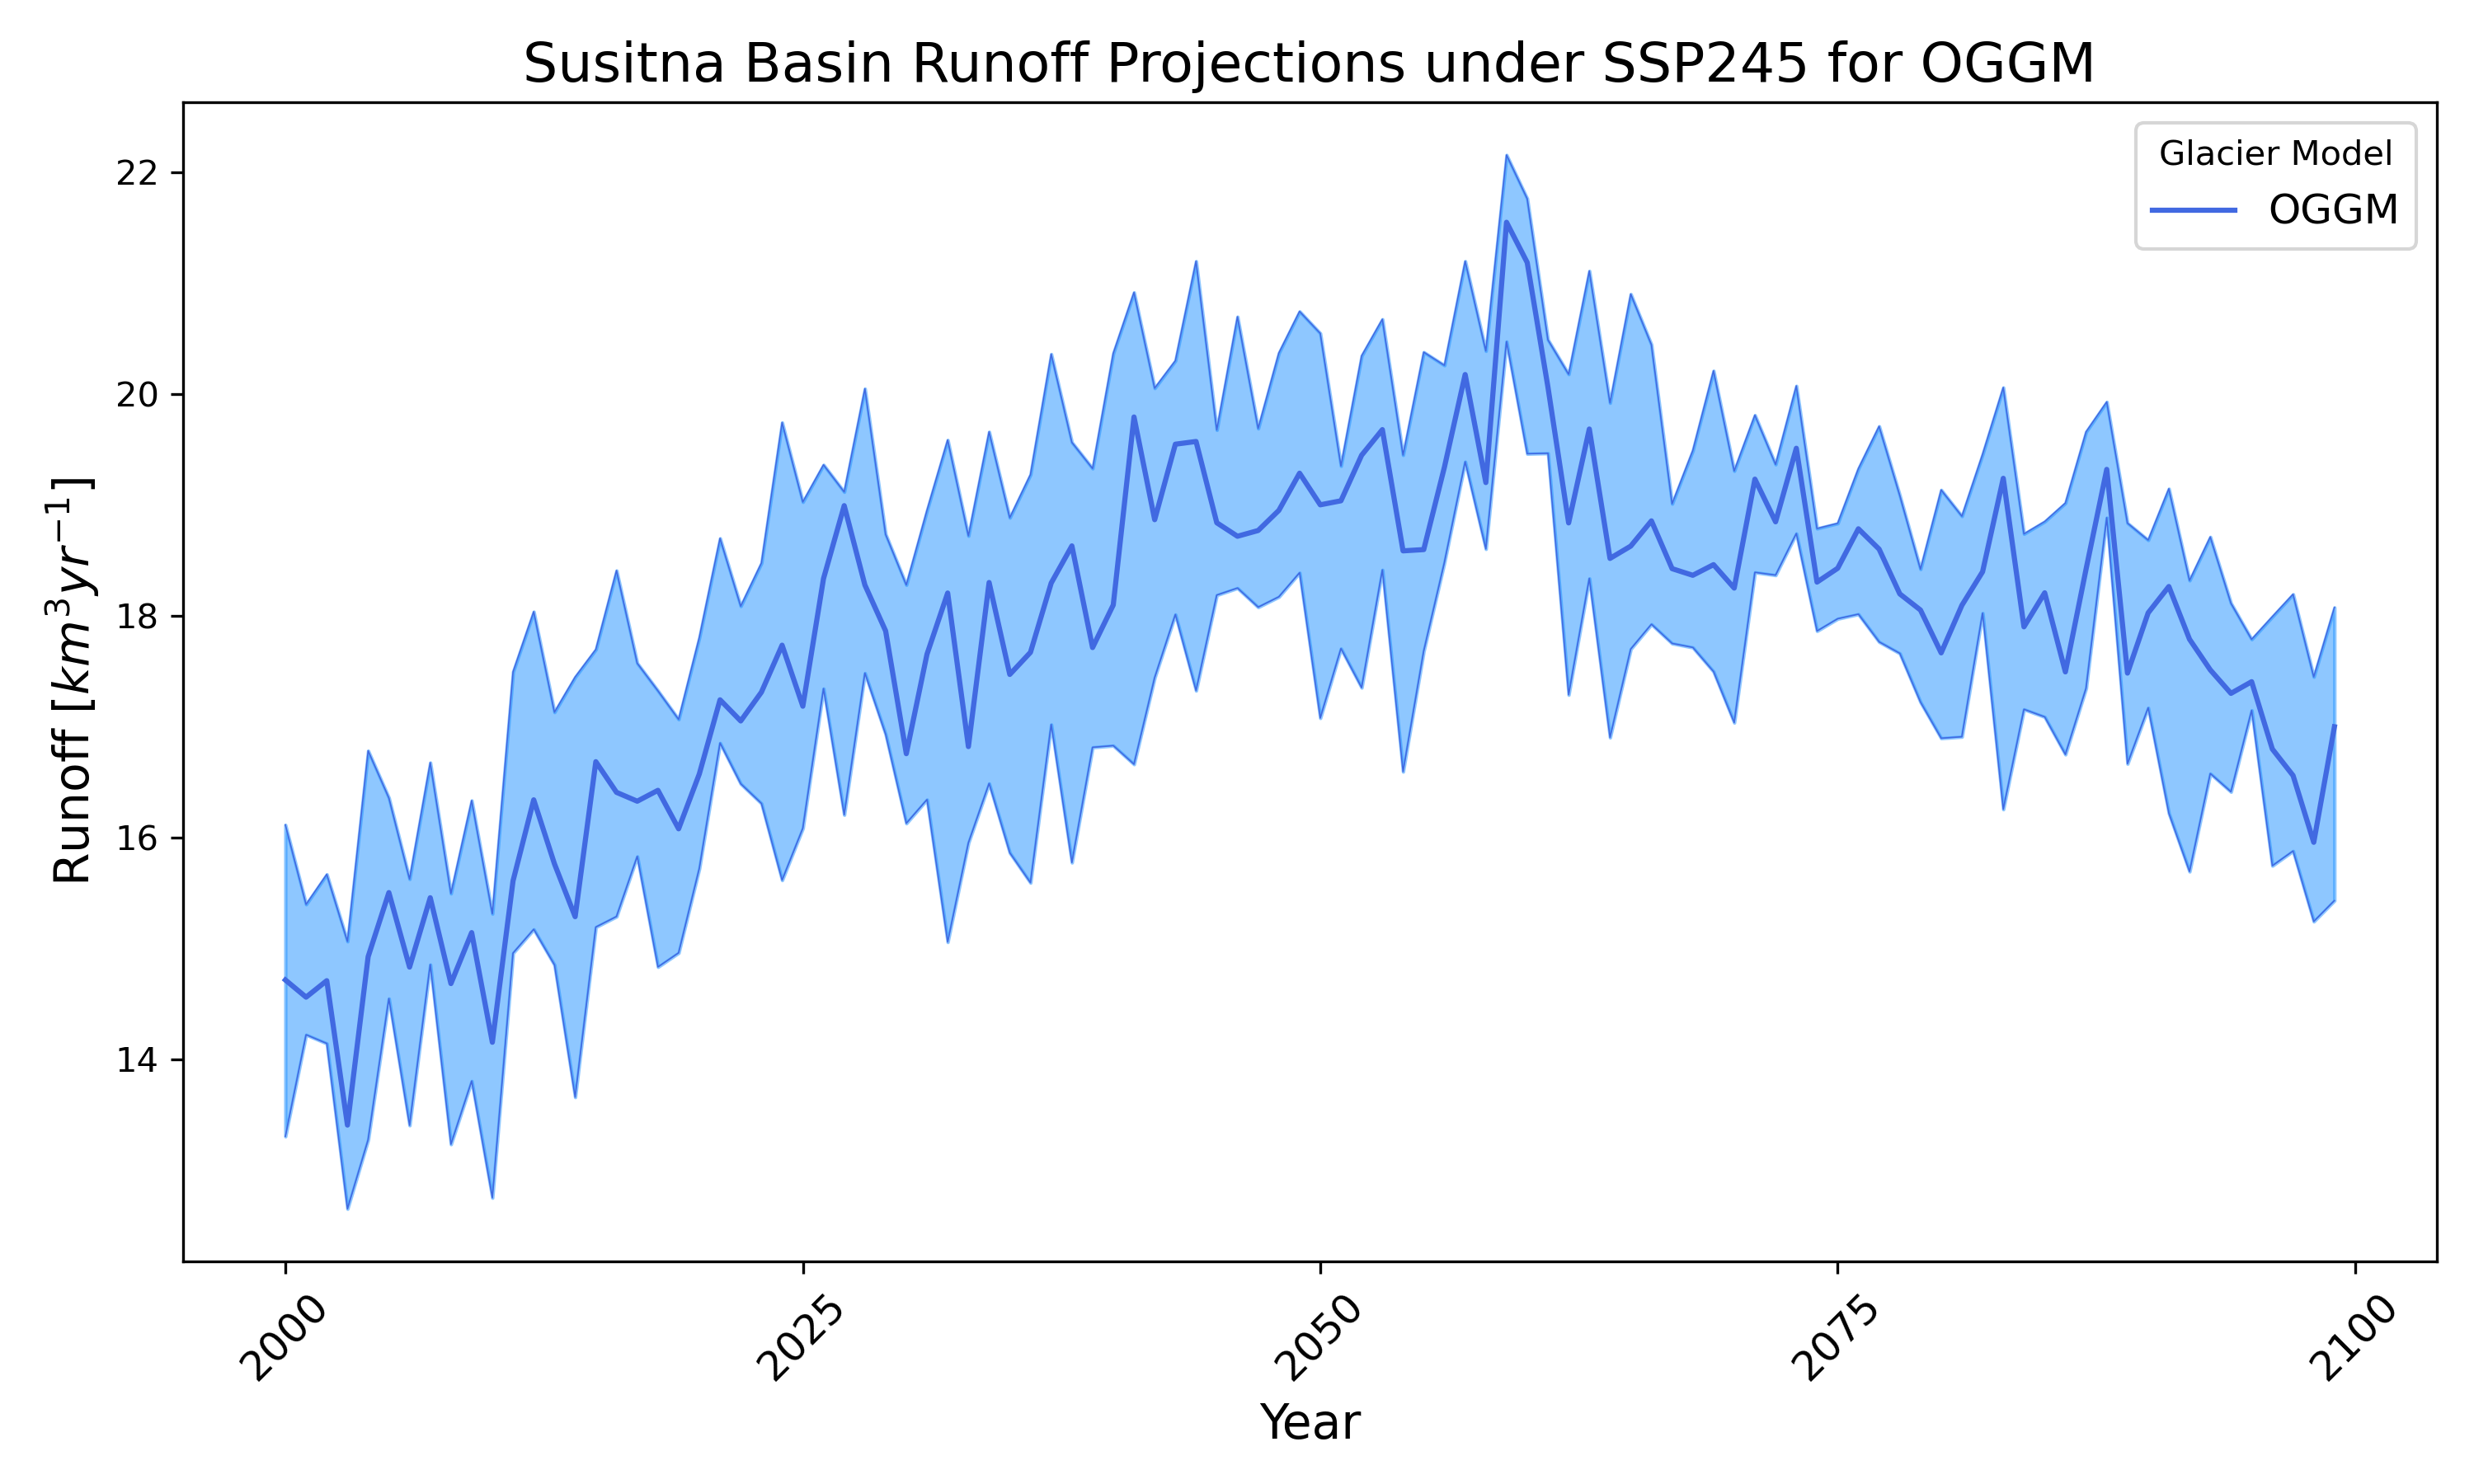 Susitna Basin Runoff Projections under SSP245 for OGGM
Glacier Model
OGGM
Runoff [km³yr⁻¹]
22
20
18
16
14
2000
2025
2050
2075
2100
Year